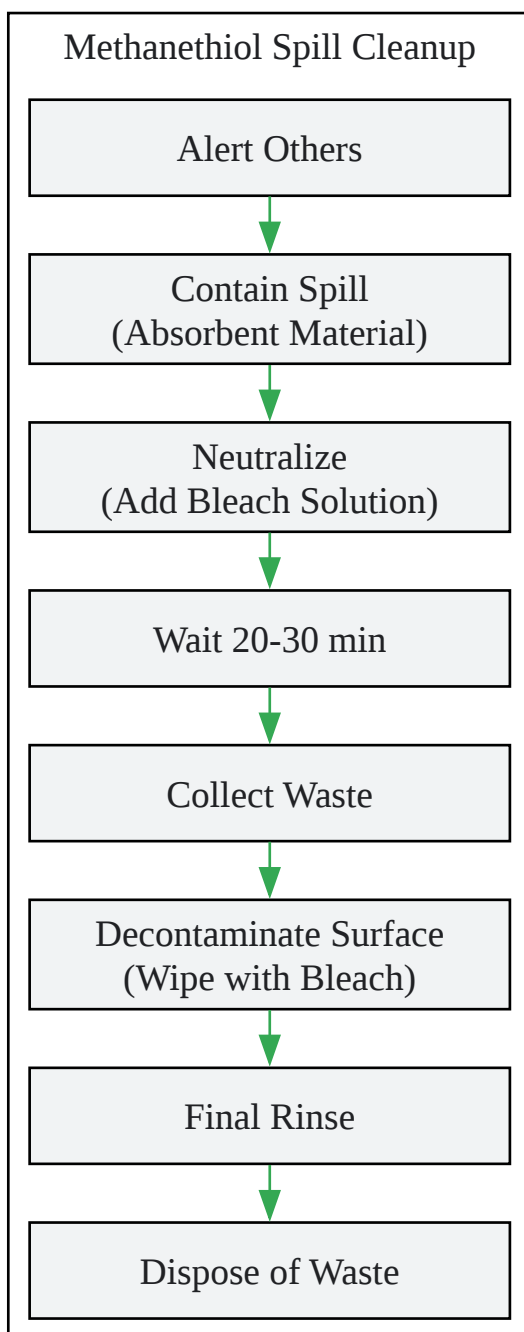 Methanethiol Spill Cleanup
Alert Others
Contain Spill
(Absorbent Material)
Neutralize
(Add Bleach Solution)
Wait 20-30 min
Collect Waste
Decontaminate Surface
(Wipe with Bleach)
Final Rinse
Dispose of Waste